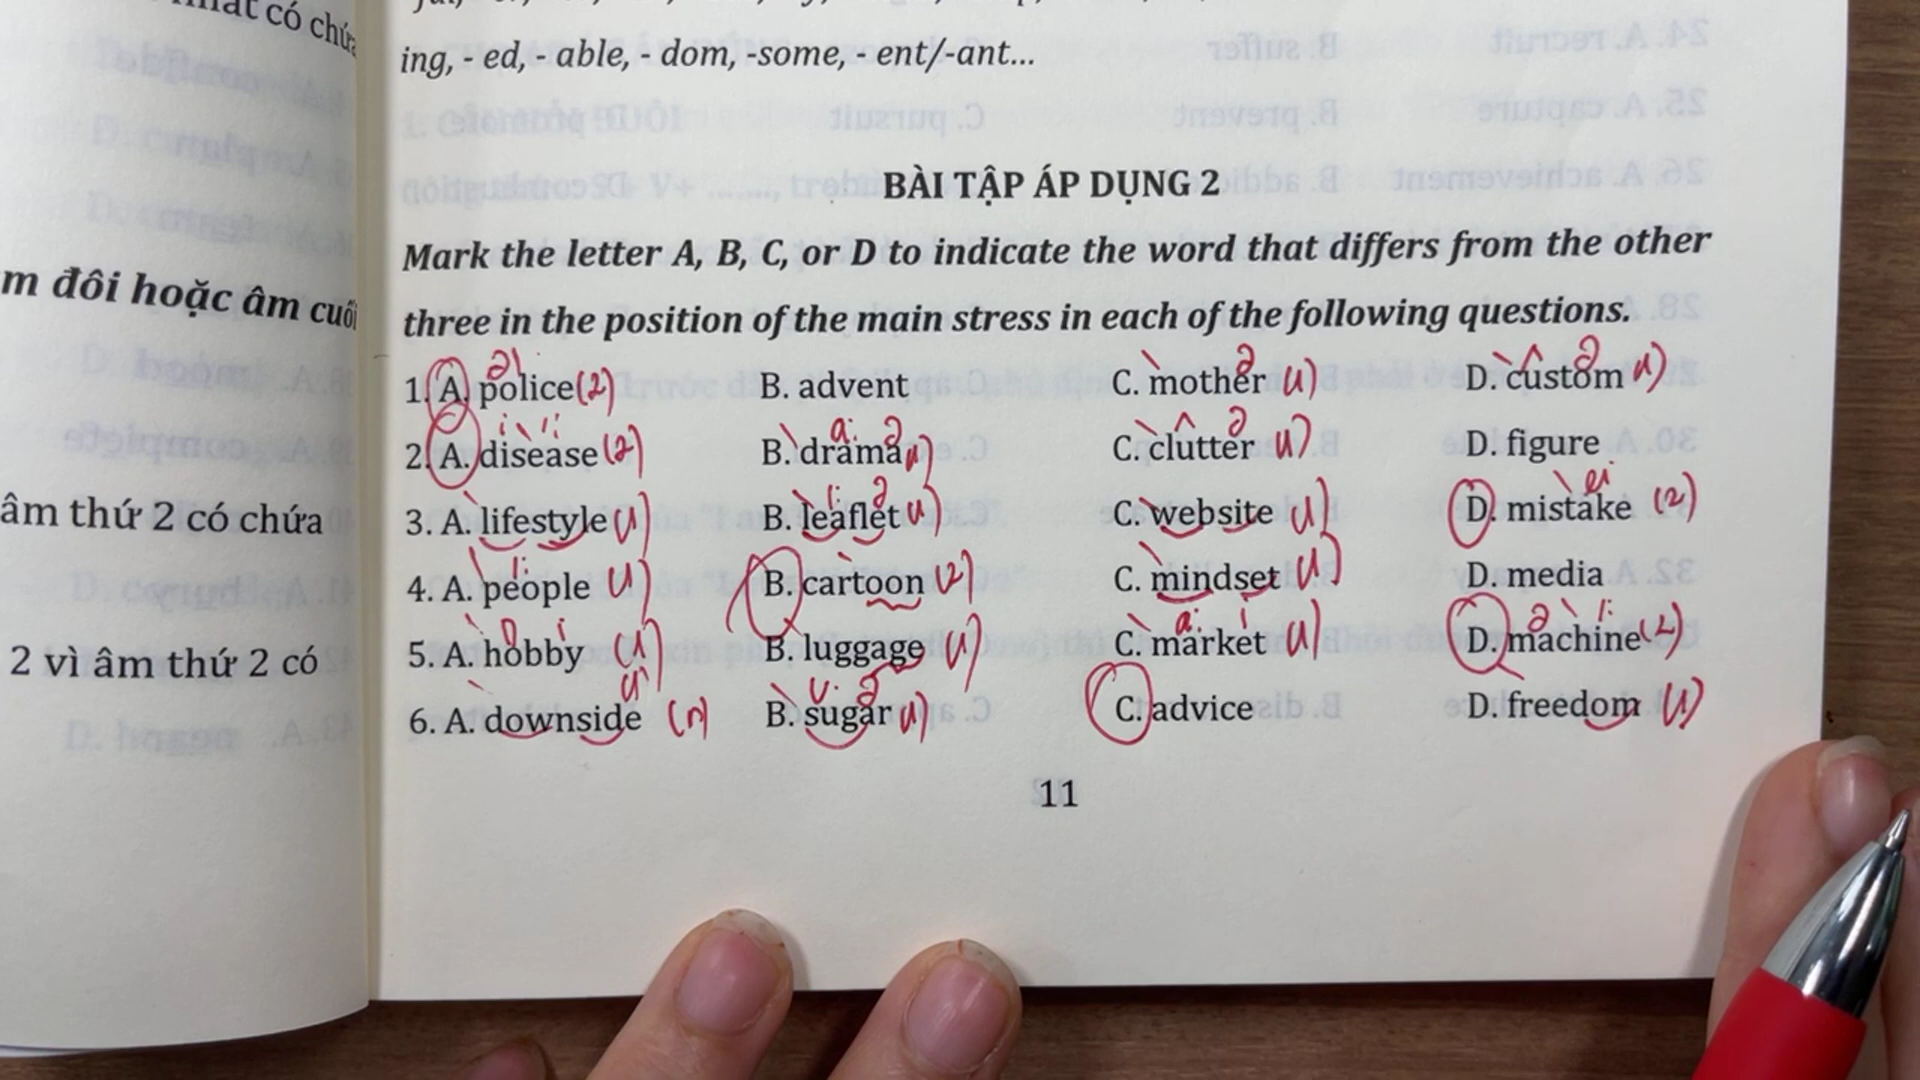 ing, - ed, - able, - dom, -some, - ent/-ant...
BÀI TẬP ÁP DỤNG 2
Mark the letter A, B, C, or D to indicate the word that differs from the other
three in the position of the main stress in each of the following questions.
1. A. police (2) B. advent C. mother (1) D. custom (1)
2. A. disease (2) B. drama (1) C. clutter (1) D. figure
3. A. lifestyle (1) B. leaflet (1) C. website (1) D. mistake (2)
4. A. people (1) B. cartoon (2) C. mindset (1) D. media
5. A. hobby (1) B. luggage (1) C. market (1) D. machine (2)
6. A. downside (1) B. sugar (1) C. advice D. freedom (1)
11
có chứa
m đôi hoặc âm cuối
âm thứ 2 có chứa
2 vì âm thứ 2 có